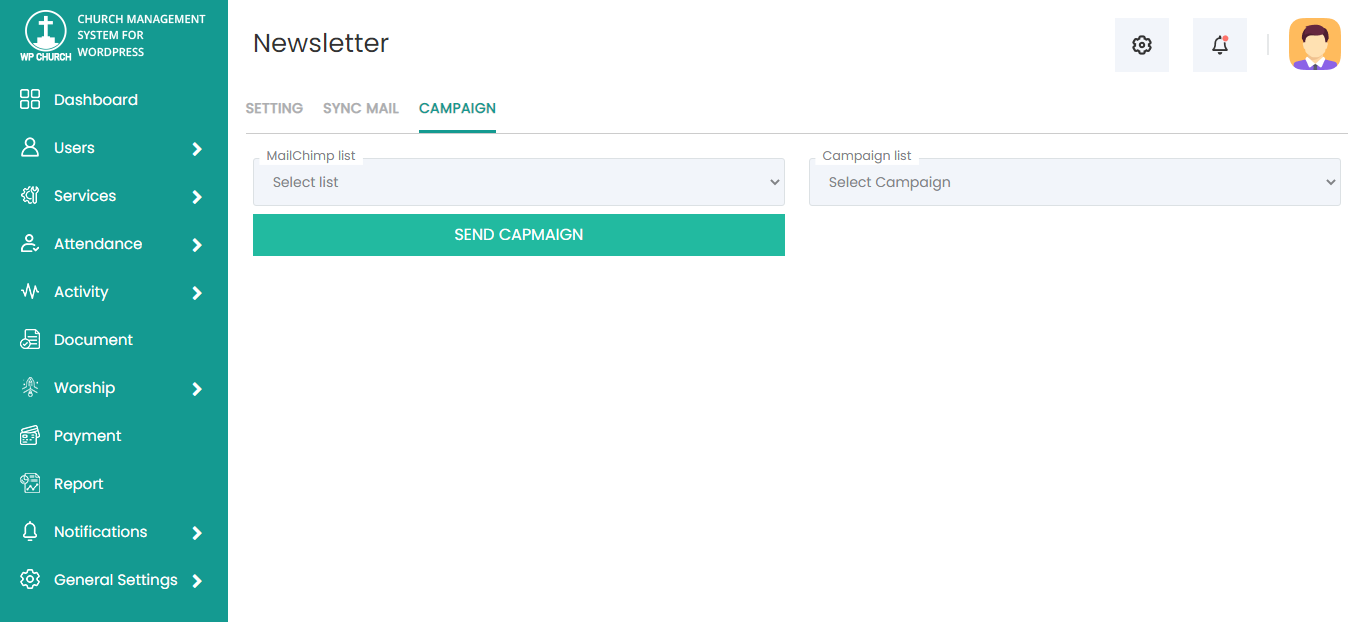 CHURCH MANAGEMENT
SYSTEM FOR
WORDPRESS
WP CHURCH
Dashboard
Users
Services
Attendance
Activity
Document
Worship
Payment
Report
Notifications
General Settings
Newsletter
SETTING SYNC MAIL CAMPAIGN
MailChimp list
Select list
Campaign list
Select Campaign
SEND CAPMAIGN